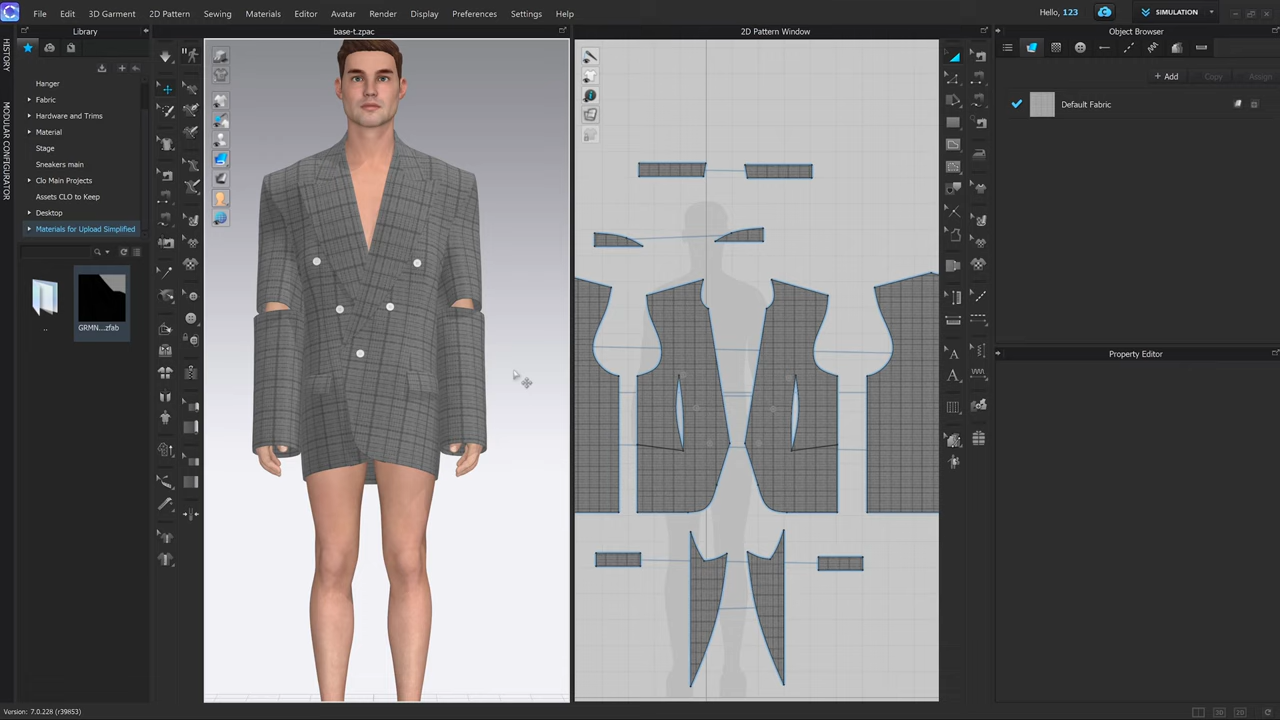 File
Edit
3D Garment
2D Pattern
Sewing
Materials
Editor
Avatar
Render
Display
Preferences
Settings
Help
Hello, 123
SIMULATION
Library
base-t.zpac
2D Pattern Window
Object Browser
HISTORY
MODULAR CONFIGURATOR
Hanger
Fabric
Hardware and Trims
Material
Stage
Sneakers main
Clo Main Projects
Assets CLO to Keep
Desktop
Materials for Upload Simplified
..
GRMN...zfab
+ Add
Copy
Assign
Default Fabric
Property Editor
Version: 7.0.228 (r39853)
3D
2D